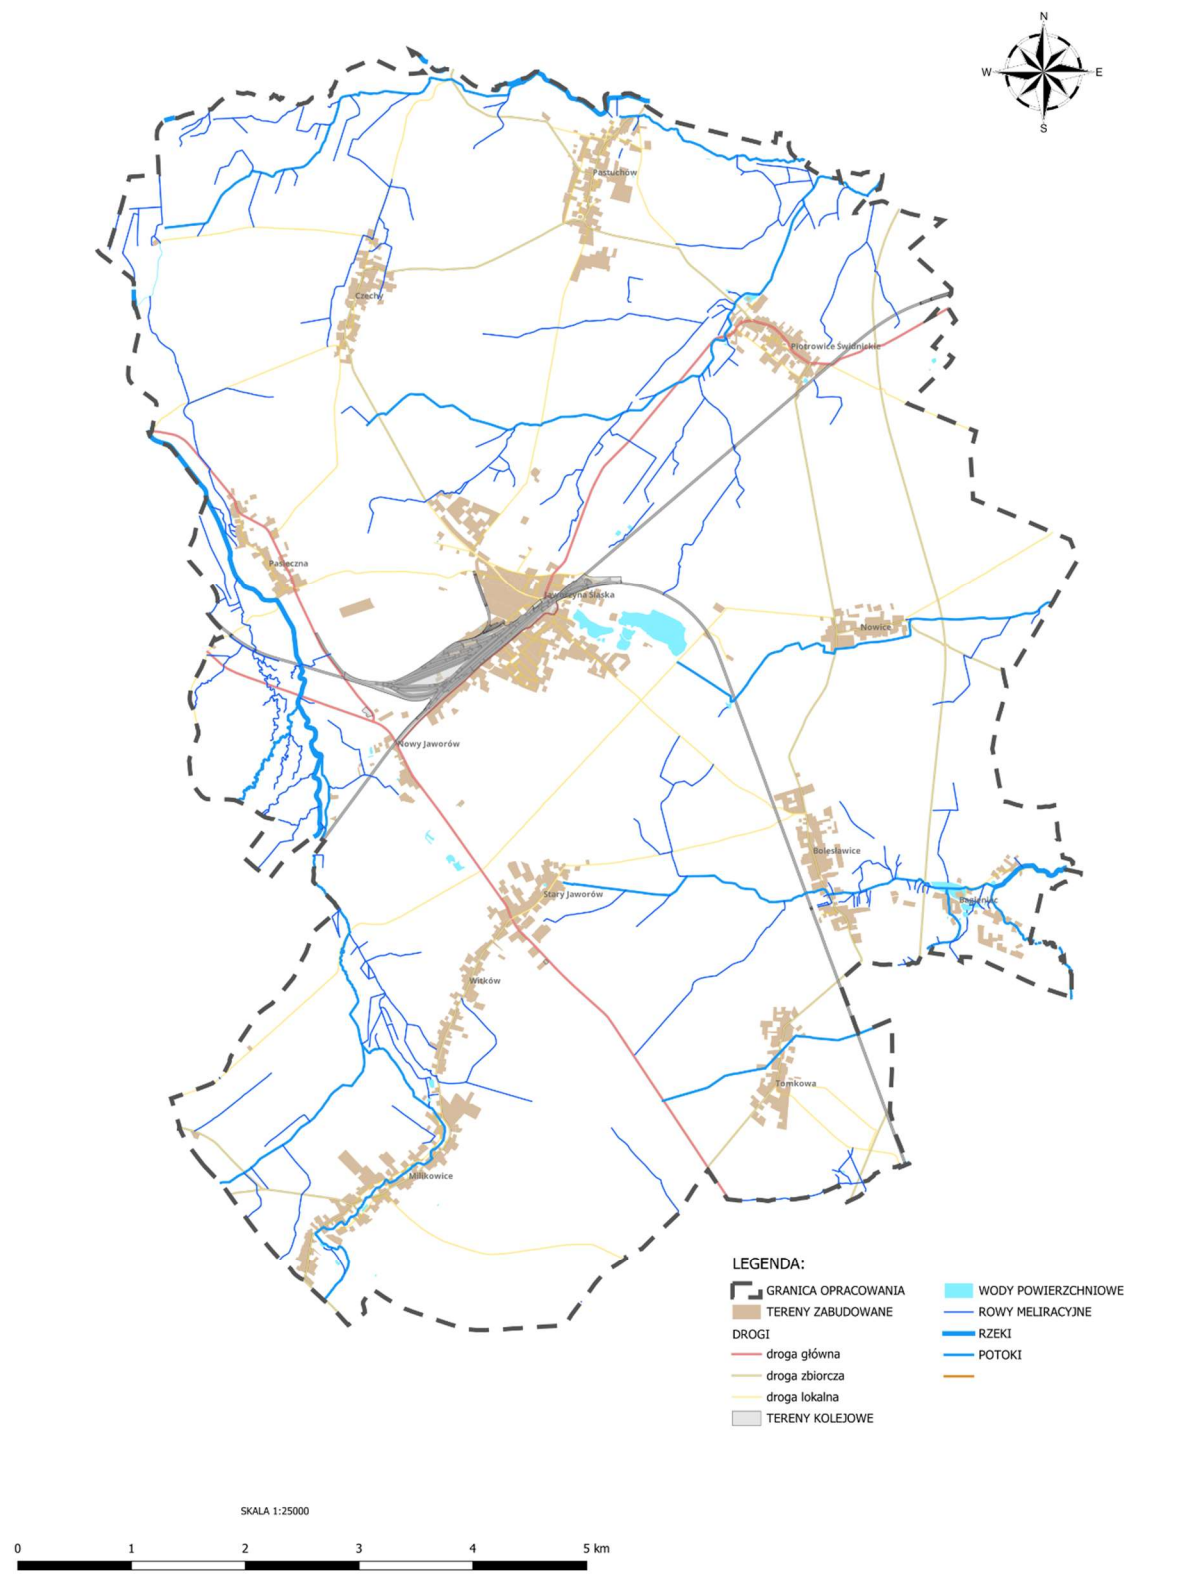 N
W E
S
Pastuchów
Czechy
Piotrowice Świdnickie
Pasieczna
Jaworzyna Śląska
Nowice
Nowy Jaworów
Bolesławice
Stary Jaworów
Bagieniec
Witków
Tomkowa
Milikowice
LEGENDA:
GRANICA OPRACOWANIA
TERENY ZABUDOWANE
DROGI
droga główna
droga zbiorcza
droga lokalna
TERENY KOLEJOWE
WODY POWIERZCHNIOWE
ROWY MELIRACYJNE
RZEKI
POTOKI
SKALA 1:25000
0 1 2 3 4 5 km